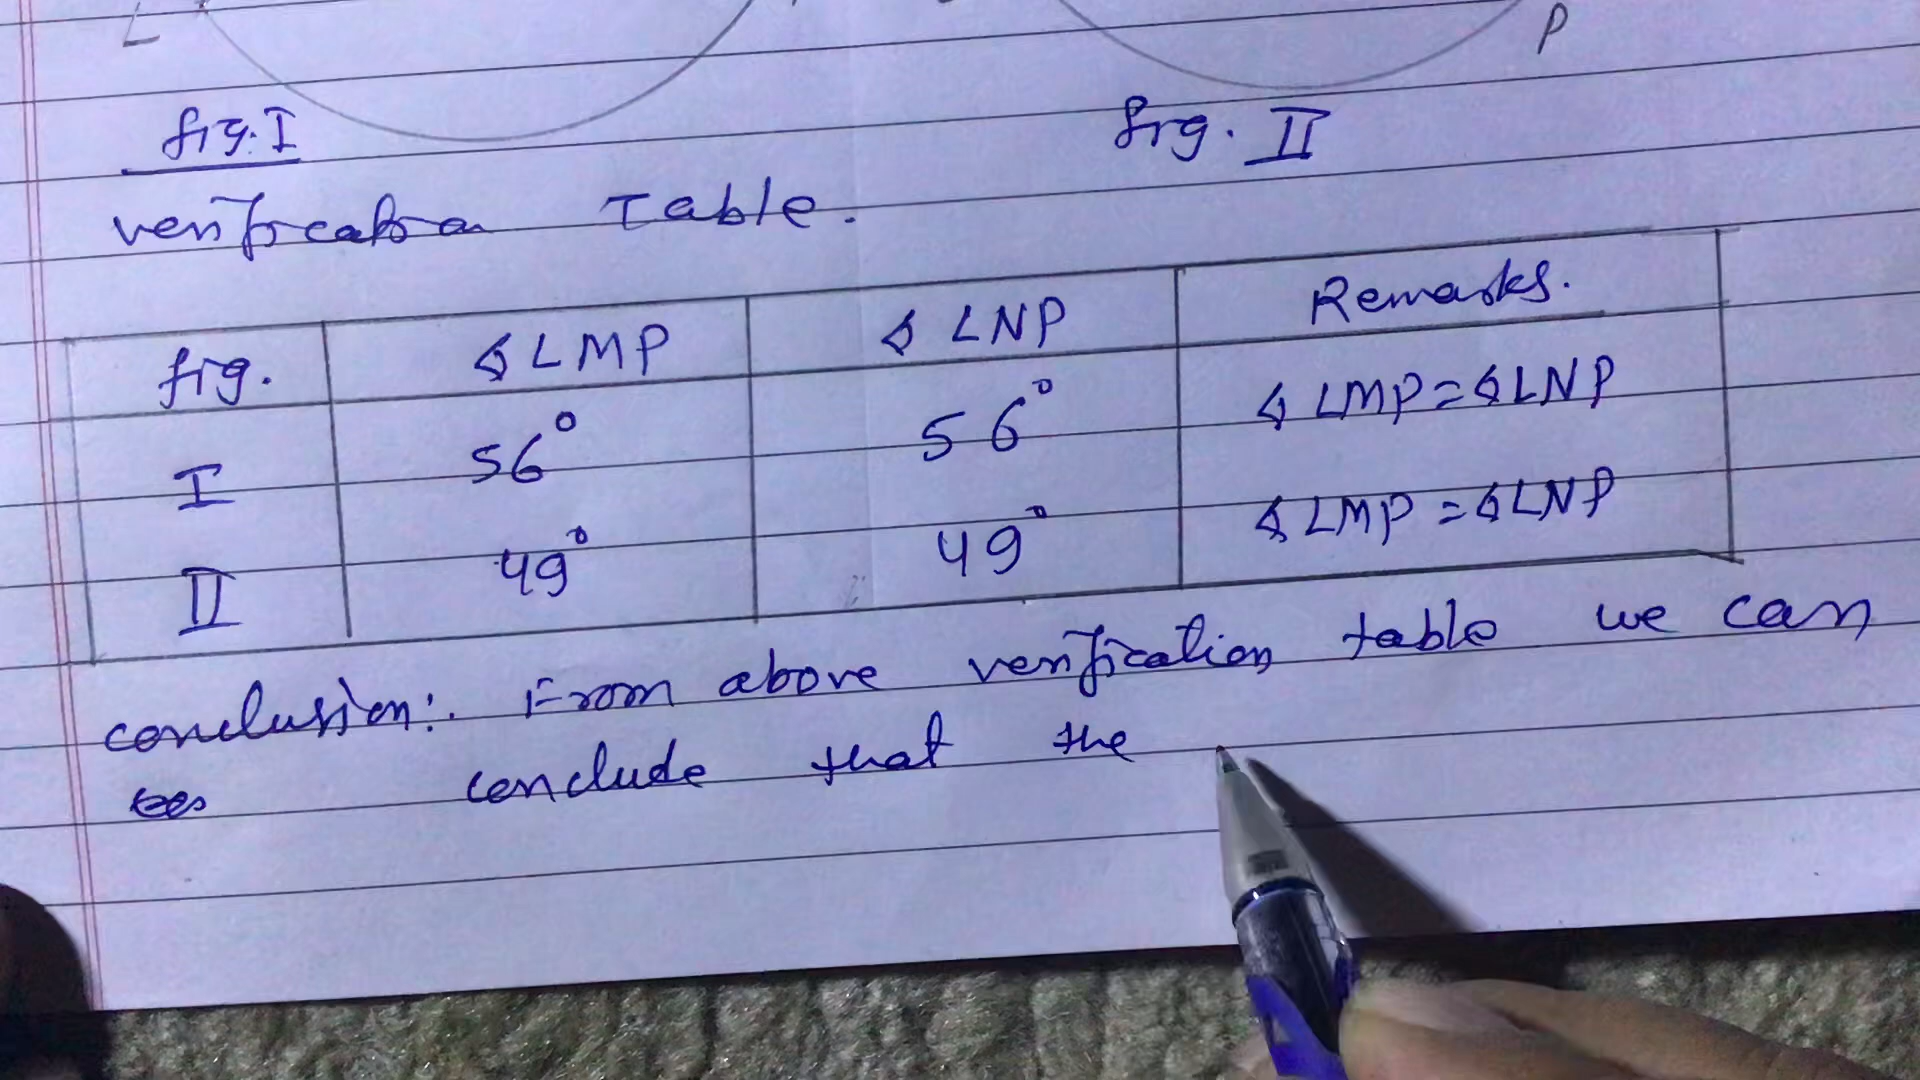 L P
fig. I fig. II
verification Table.
fig. ∡ LMP ∡ LNP Remarks.
I 56° 56° ∡ LMP = ∡ LNP
II 49° 49° ∡ LMP = ∡ LNP
conclusion:. From above verification table we can
conclude that the